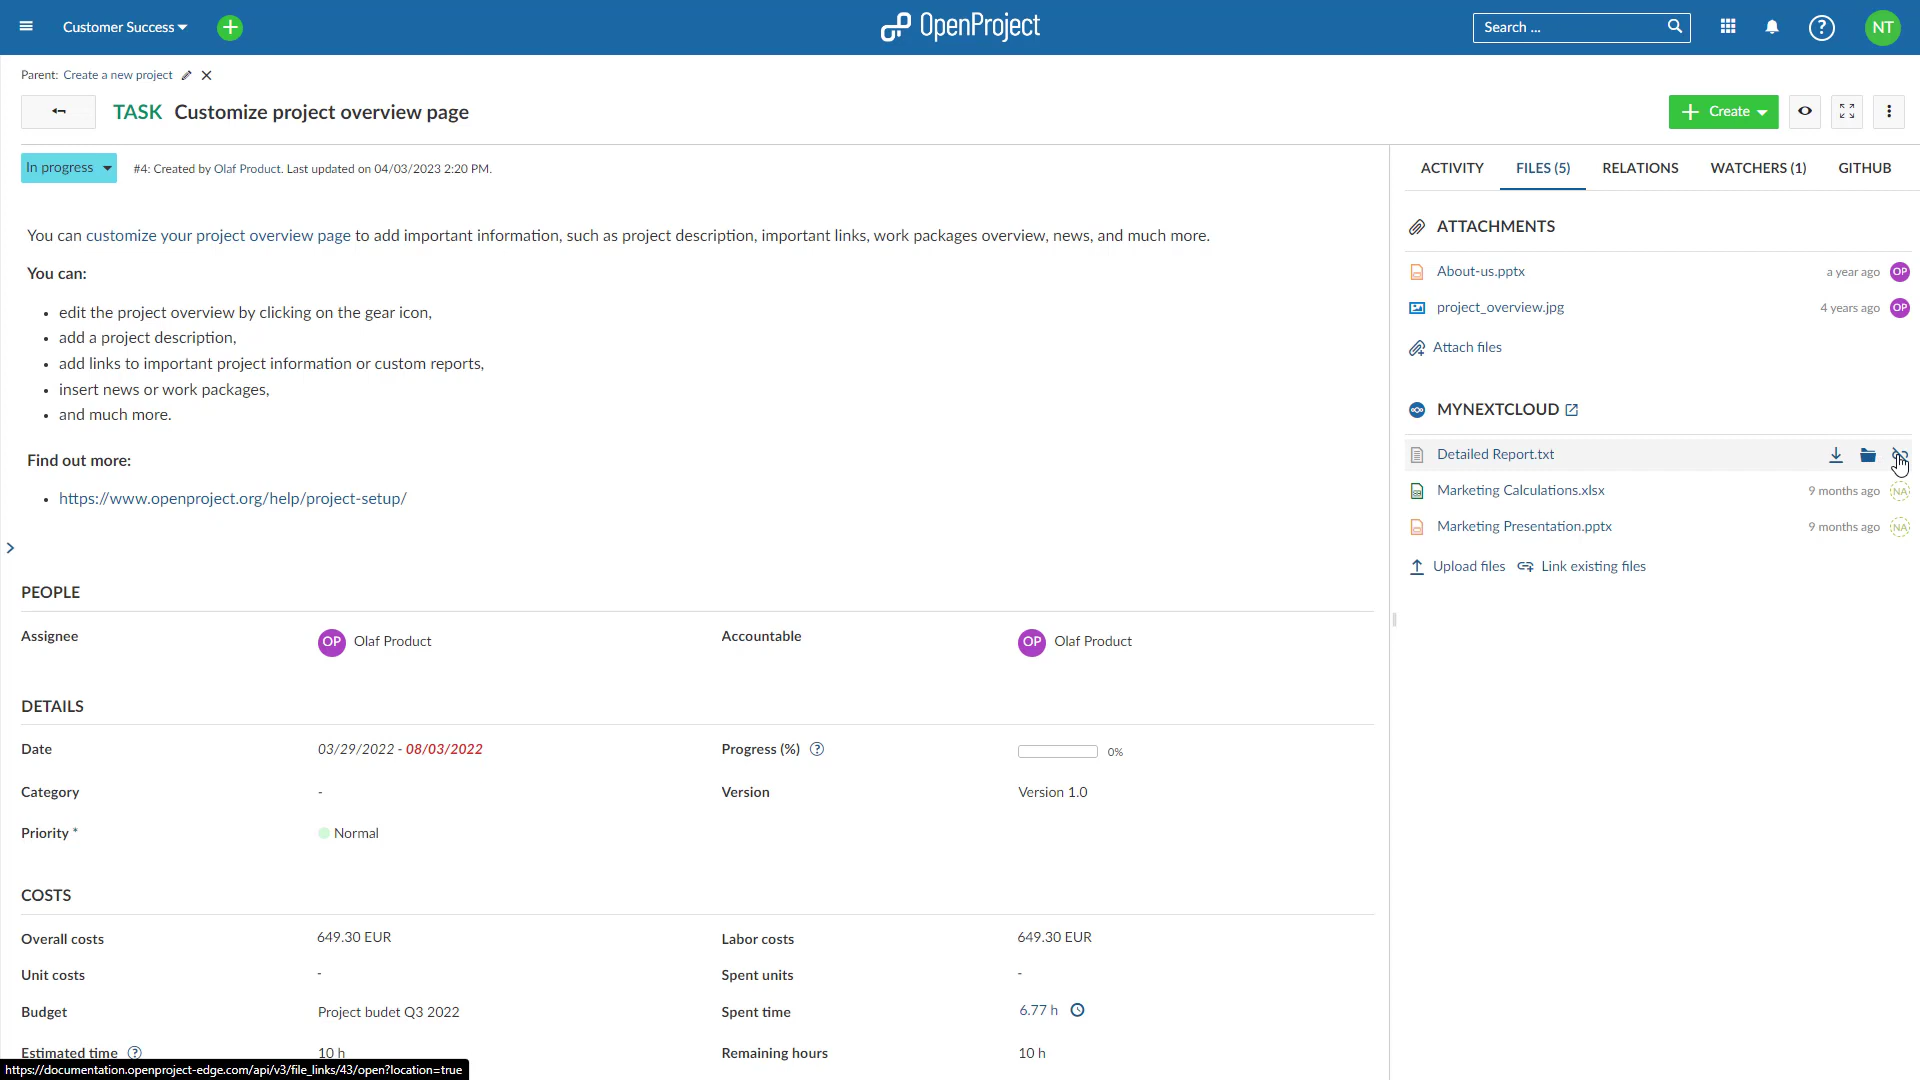 Customer Success
OpenProject
Search ...
NT
Parent: Create a new project
TASK Customize project overview page
Create
In progress
#4: Created by Olaf Product. Last updated on 04/03/2023 2:20 PM.
You can customize your project overview page to add important information, such as project description, important links, work packages overview, news, and much more.
You can:
• edit the project overview by clicking on the gear icon,
• add a project description,
• add links to important project information or custom reports,
• insert news or work packages,
• and much more.
Find out more:
• https://www.openproject.org/help/project-setup/
PEOPLE
Assignee
OP Olaf Product
Accountable
OP Olaf Product
DETAILS
Date
03/29/2022 - 08/03/2022
Progress (%)
0%
Category
-
Version
Version 1.0
Priority *
Normal
COSTS
Overall costs
649.30 EUR
Labor costs
649.30 EUR
Unit costs
-
Spent units
-
Budget
Project budet Q3 2022
Spent time
6.77 h
Estimated time
10 h
Remaining hours
10 h
https://documentation.openproject-edge.com/api/v3/file_links/43/open?location=true
ACTIVITY
FILES (5)
RELATIONS
WATCHERS (1)
GITHUB
ATTACHMENTS
About-us.pptx
a year ago
OP
project_overview.jpg
4 years ago
OP
Attach files
MYNEXTCLOUD
Detailed Report.txt
Marketing Calculations.xlsx
9 months ago
NA
Marketing Presentation.pptx
9 months ago
NA
Upload files
Link existing files